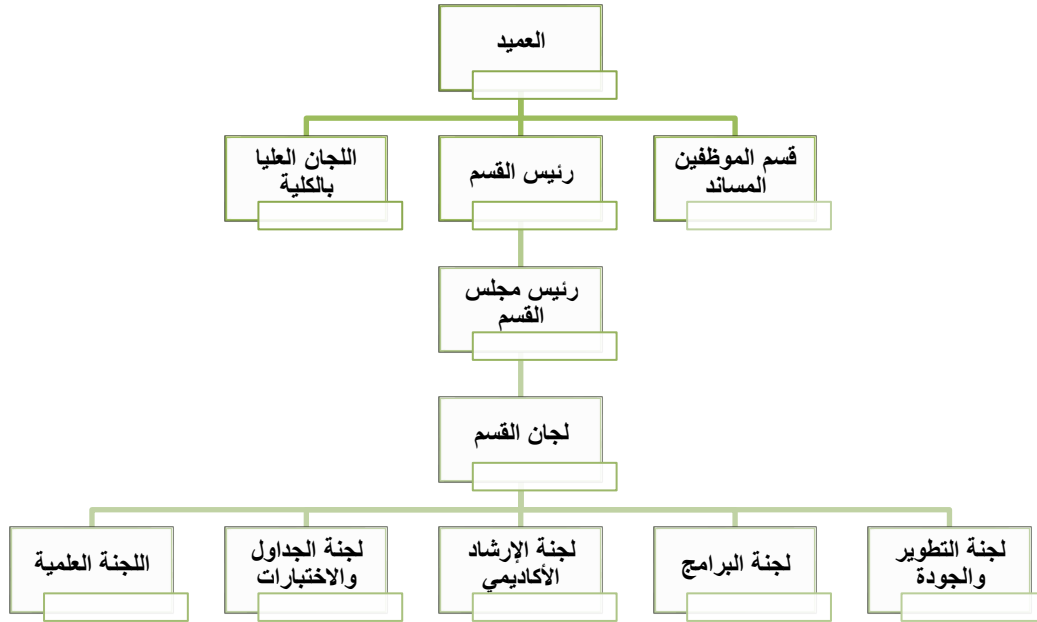 العميد
قسم الموظفين
المساند
رئيس القسم
اللجان العليا
بالكلية
رئيس مجلس
القسم
لجان القسم
لجنة التطوير
والجودة
لجنة البرامج
لجنة الإرشاد
الأكاديمي
لجنة الجداول
والاختبارات
اللجنة العلمية